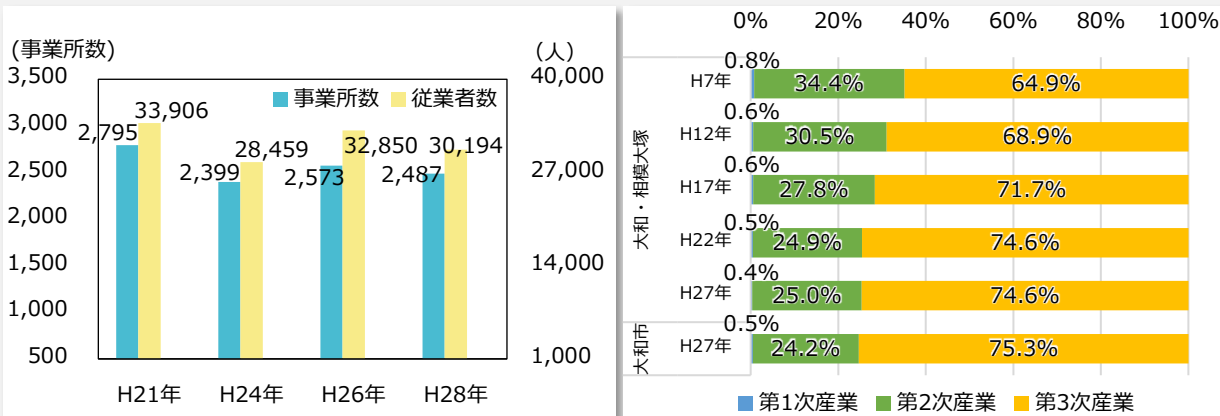 (事業所数)
(人)
3,500
3,000
2,500
2,000
1,500
1,000
500
40,000
27,000
14,000
1,000
事業所数 従業者数
2,795 33,906
2,399 28,459
2,573 32,850
2,487 30,194
H21年 H24年 H26年 H28年
0% 20% 40% 60% 80% 100%
大和・相模大塚
H7年 0.8% 34.4% 64.9%
H12年 0.6% 30.5% 68.9%
H17年 0.6% 27.8% 71.7%
H22年 0.5% 24.9% 74.6%
H27年 0.4% 25.0% 74.6%
大和市
H27年 0.5% 24.2% 75.3%
第1次産業 第2次産業 第3次産業